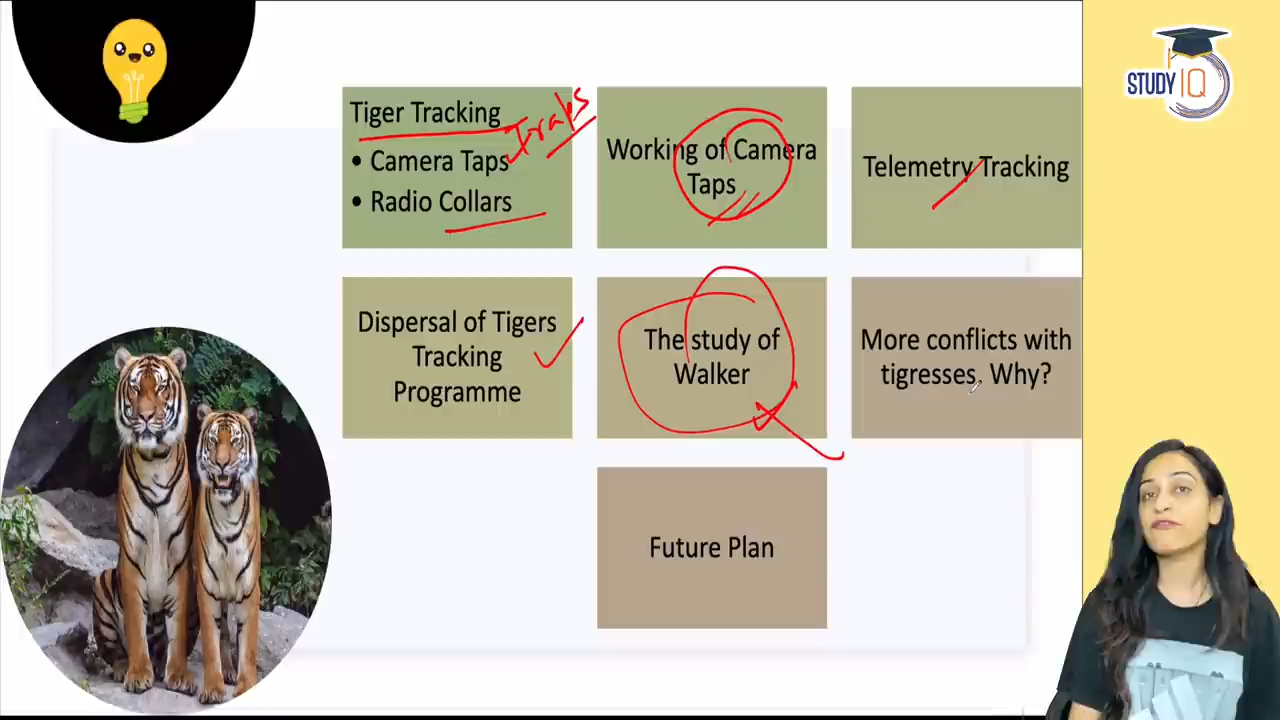 Tiger Tracking
• Camera Taps
Traps
• Radio Collars
Working of Camera
Taps
Telemetry Tracking
Dispersal of Tigers
Tracking
Programme
The study of
Walker
More conflicts with
tigresses. Why?
Future Plan
STUDY IQ